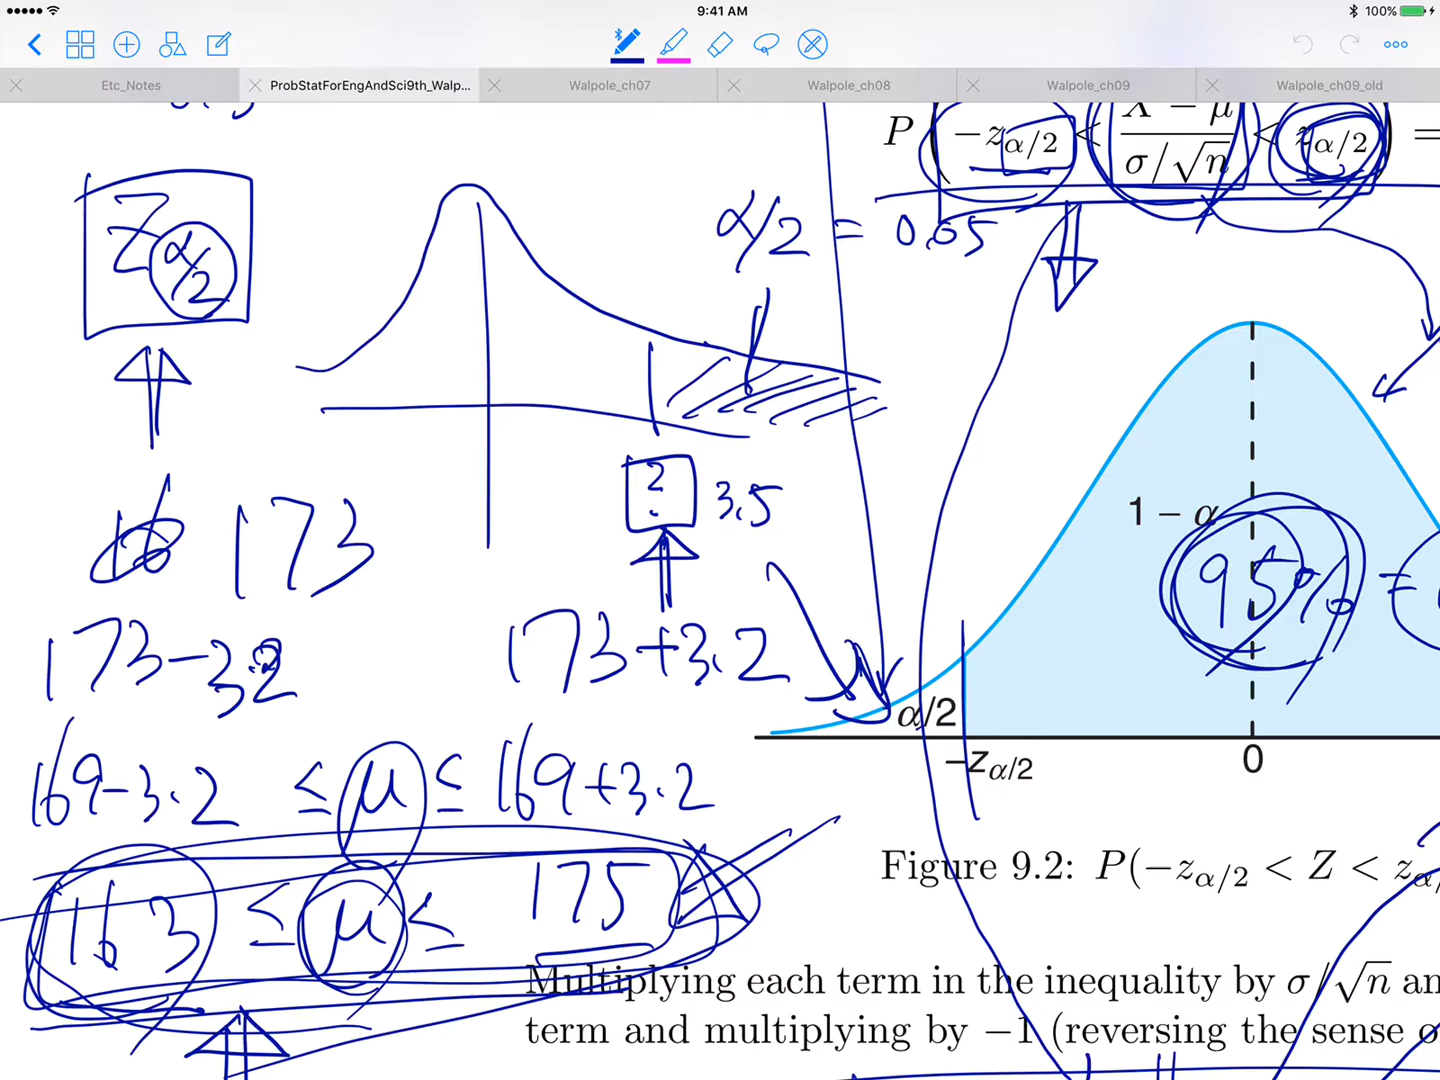 9:41 AM
100%
Etc_Notes
ProbStatForEngAndSci9th_Walp...
Walpole_ch07
Walpole_ch08
Walpole_ch09
Walpole_ch09_old
P ( −zα/2 < X − μ / σ/√n < zα/2 ) =
Zα/2
α/2 = 0.05
?
3.5
173
173−3.2
173+3.2
169−3.2 ≤ μ ≤ 169+3.2
163 ≤ μ ≤ 175
1 − α
95% =
α/2
−zα/2
0
Figure 9.2: P(−zα/2 < Z < zα/
Multiplying each term in the inequality by σ/√n an
term and multiplying by −1 (reversing the sense o